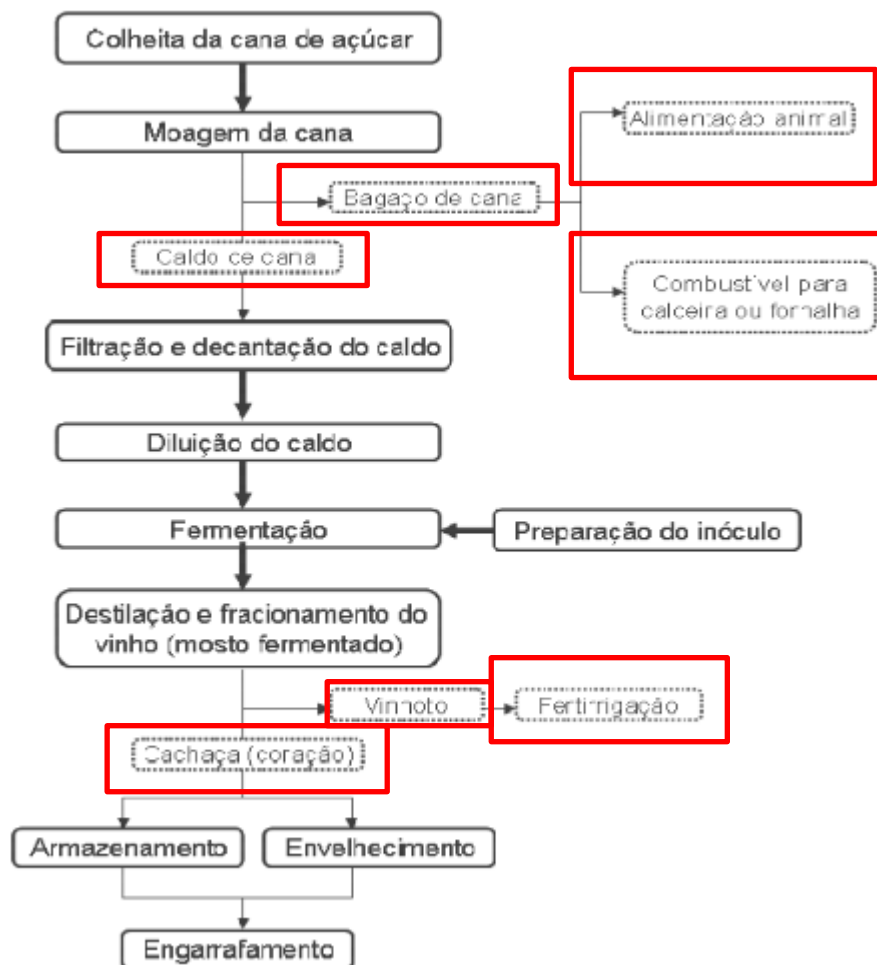 Colheita da cana de açúcar
Moagem da cana
Alimentação animal
Bagaço de cana
Caldo ce cana
Combustível para
calceira ou fornalha
Filtração e decantação do caldo
Diluição do caldo
Fermentação
Preparação do inóculo
Destilação e fracionamento do
vinho (mosto fermentado)
Vinhoto
Fertirrigação
Cachaça (coração)
Armazenamento
Envelhecimento
Engarrafamento